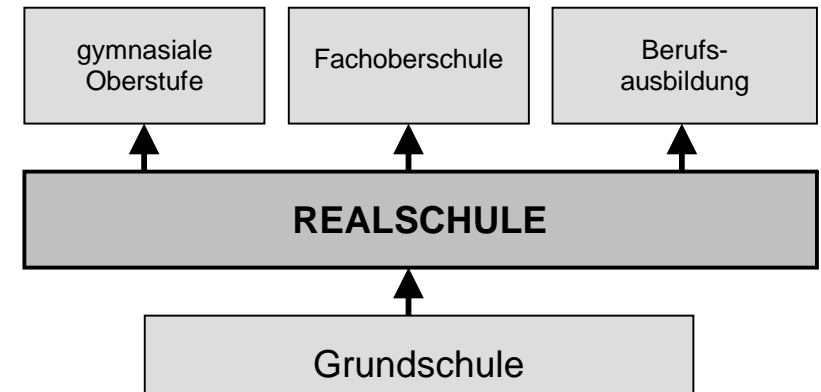 gymnasiale
Oberstufe
Fachoberschule
Berufs-
ausbildung
REALSCHULE
Grundschule